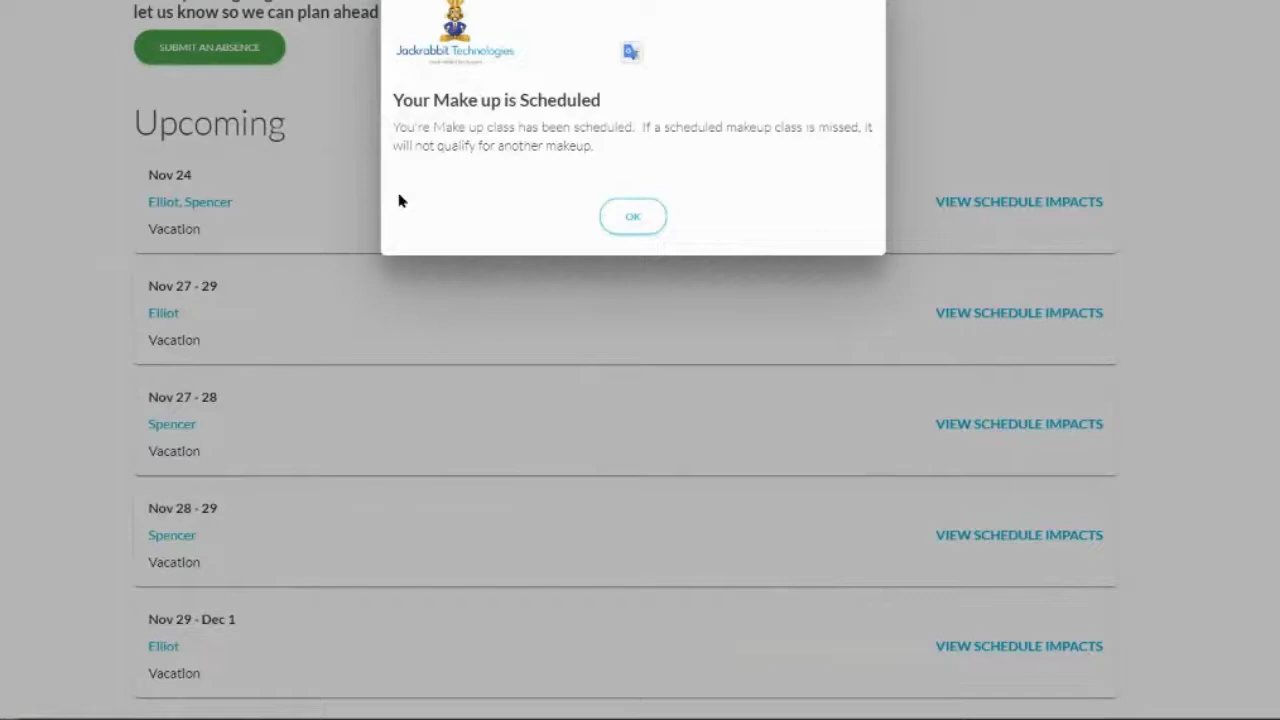 let us know so we can plan ahead
SUBMIT AN ABSENCE
Jackrabbit Technologies
Your Make up is Scheduled
You're Make up class has been scheduled. If a scheduled makeup class is missed, it
will not qualify for another makeup.
OK
Upcoming
Nov 24
Elliot, Spencer
Vacation
VIEW SCHEDULE IMPACTS
Nov 27 - 29
Elliot
Vacation
VIEW SCHEDULE IMPACTS
Nov 27 - 28
Spencer
Vacation
VIEW SCHEDULE IMPACTS
Nov 28 - 29
Spencer
Vacation
VIEW SCHEDULE IMPACTS
Nov 29 - Dec 1
Elliot
Vacation
VIEW SCHEDULE IMPACTS